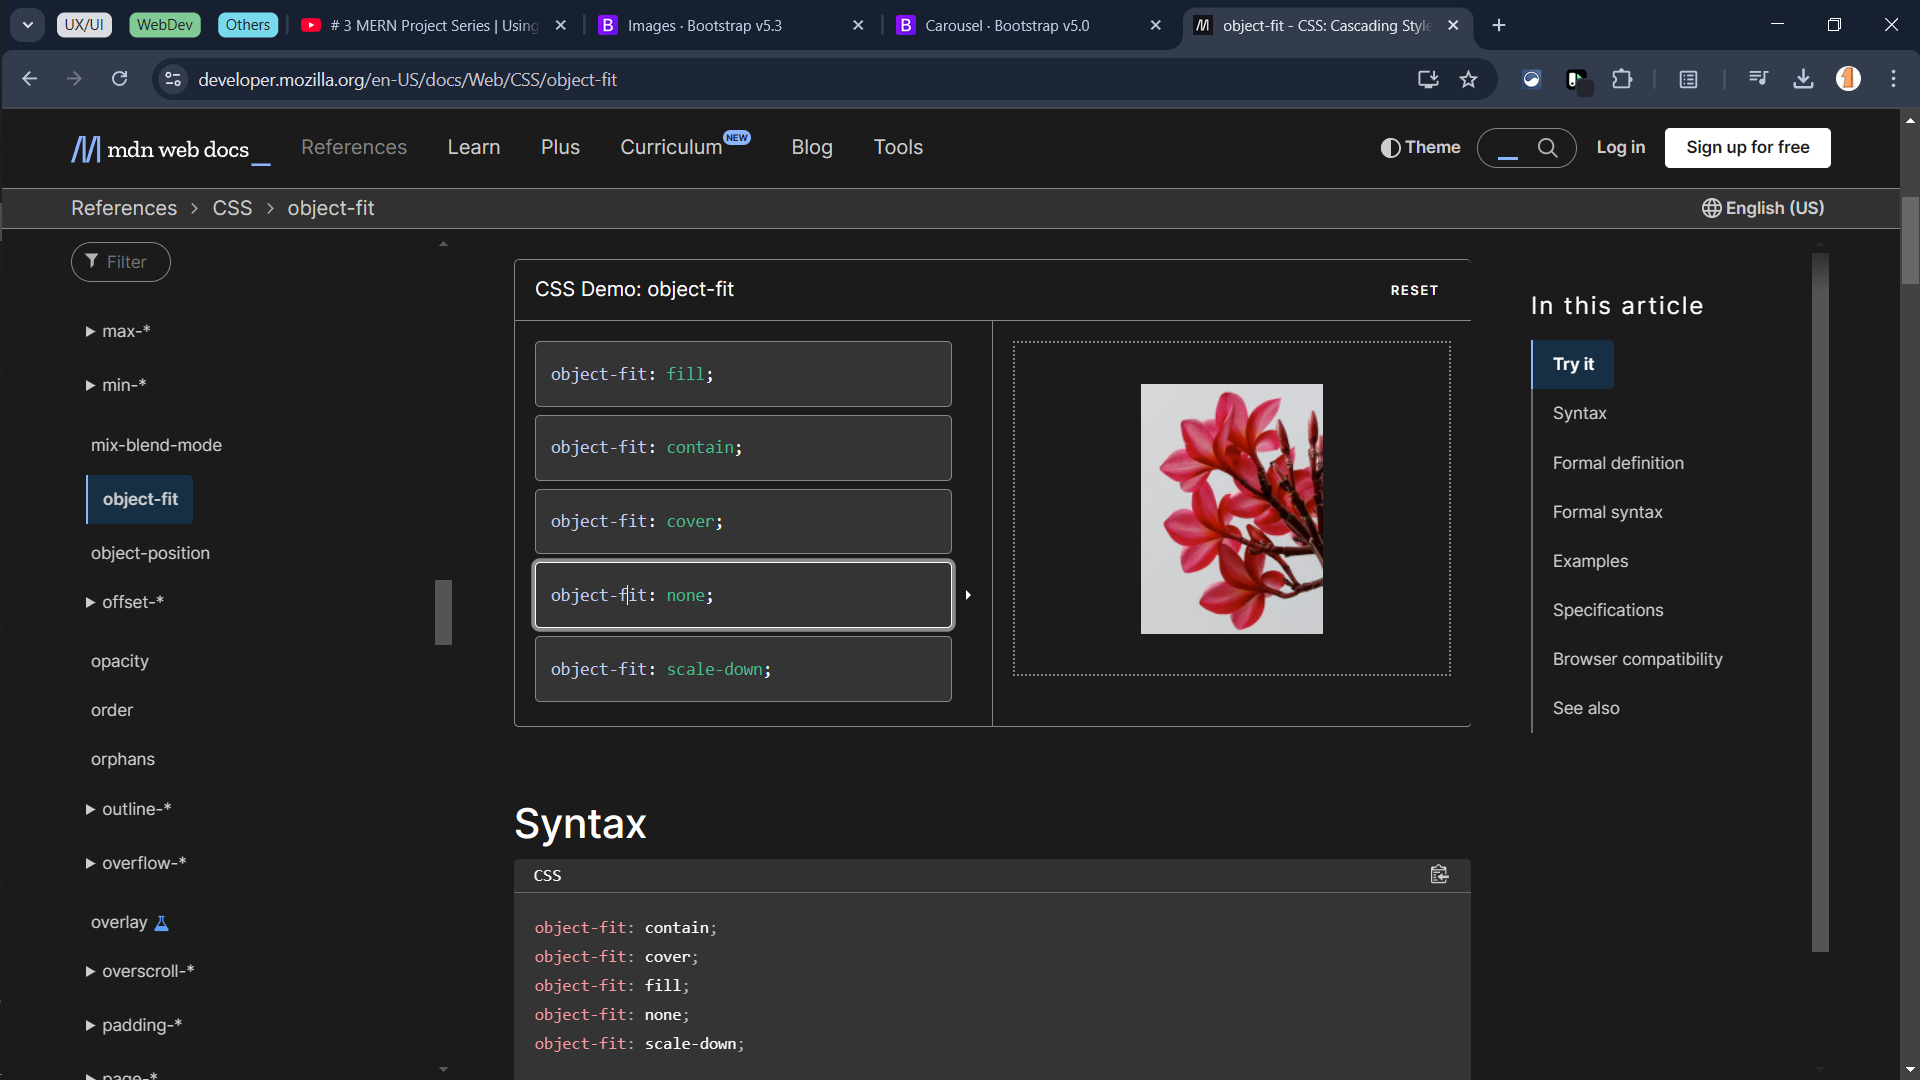 UX/UI
WebDev
Others
# 3 MERN Project Series | Using
Images · Bootstrap v5.3
Carousel · Bootstrap v5.0
object-fit - CSS: Cascading Style
developer.mozilla.org/en-US/docs/Web/CSS/object-fit
mdn web docs_
References
Learn
Plus
Curriculum NEW
Blog
Tools
Theme
Log in
Sign up for free
References > CSS > object-fit
English (US)
Filter
max-*
min-*
mix-blend-mode
object-fit
object-position
offset-*
opacity
order
orphans
outline-*
overflow-*
overlay
overscroll-*
padding-*
page-*
CSS Demo: object-fit
RESET
object-fit: fill;
object-fit: contain;
object-fit: cover;
object-fit: none;
object-fit: scale-down;
Syntax
CSS
object-fit: contain;
object-fit: cover;
object-fit: fill;
object-fit: none;
object-fit: scale-down;
In this article
Try it
Syntax
Formal definition
Formal syntax
Examples
Specifications
Browser compatibility
See also